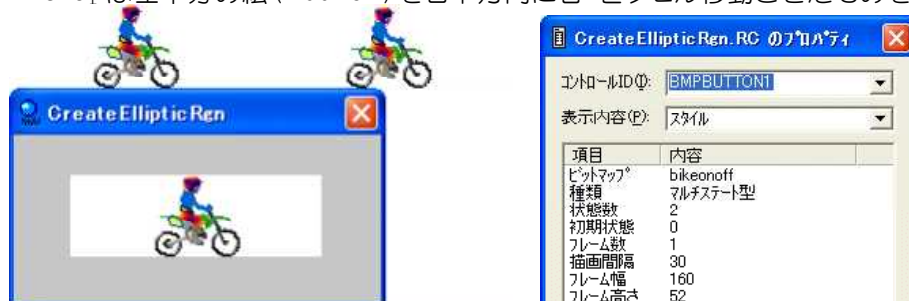 CreateEllipticRgn
CreateEllipticRgn.RC のプロパティ
コントロールID(I): BMPBUTTON1
表示内容(P): スタイル
項目 内容
ビットマップ bikeonoff
種類 マルチステート型
状態数 2
初期状態 0
フレーム数 1
描画間隔 30
フレーム幅 160
フレーム高さ 52